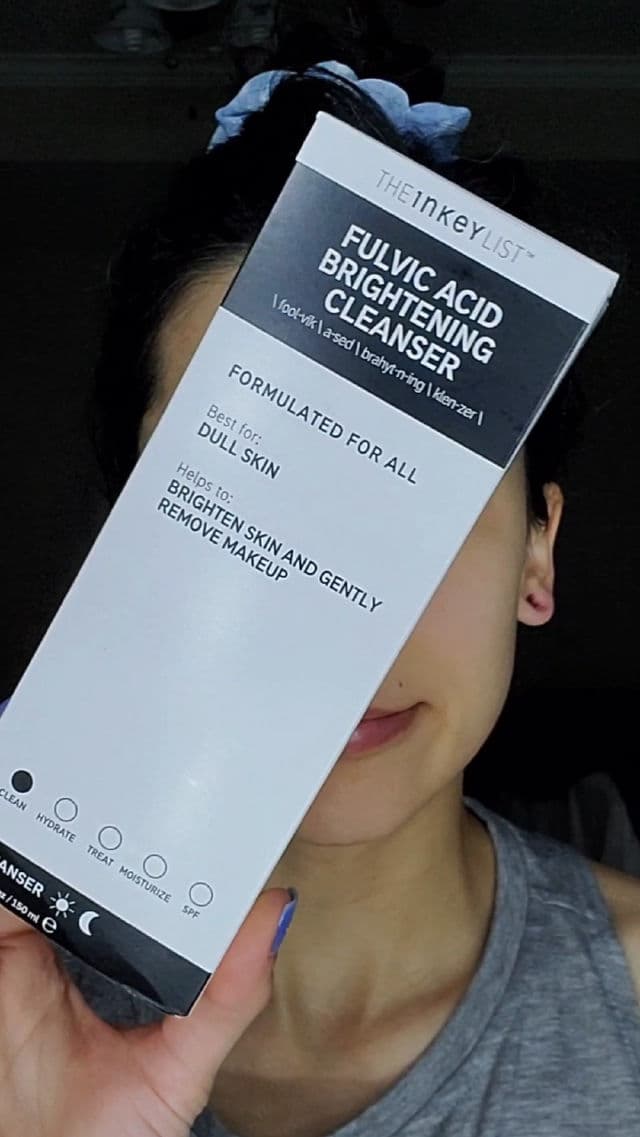 THE INKEY LIST™
FULVIC ACID
BRIGHTENING
CLEANSER
\ fool-vik \ a-sed \ brahyt-n-ing \ klen-zer \
FORMULATED FOR ALL
Best for:
DULL SKIN
Helps to:
BRIGHTEN SKIN AND GENTLY
REMOVE MAKEUP
CLEAN HYDRATE TREAT MOISTURIZE SPF
150 ml e